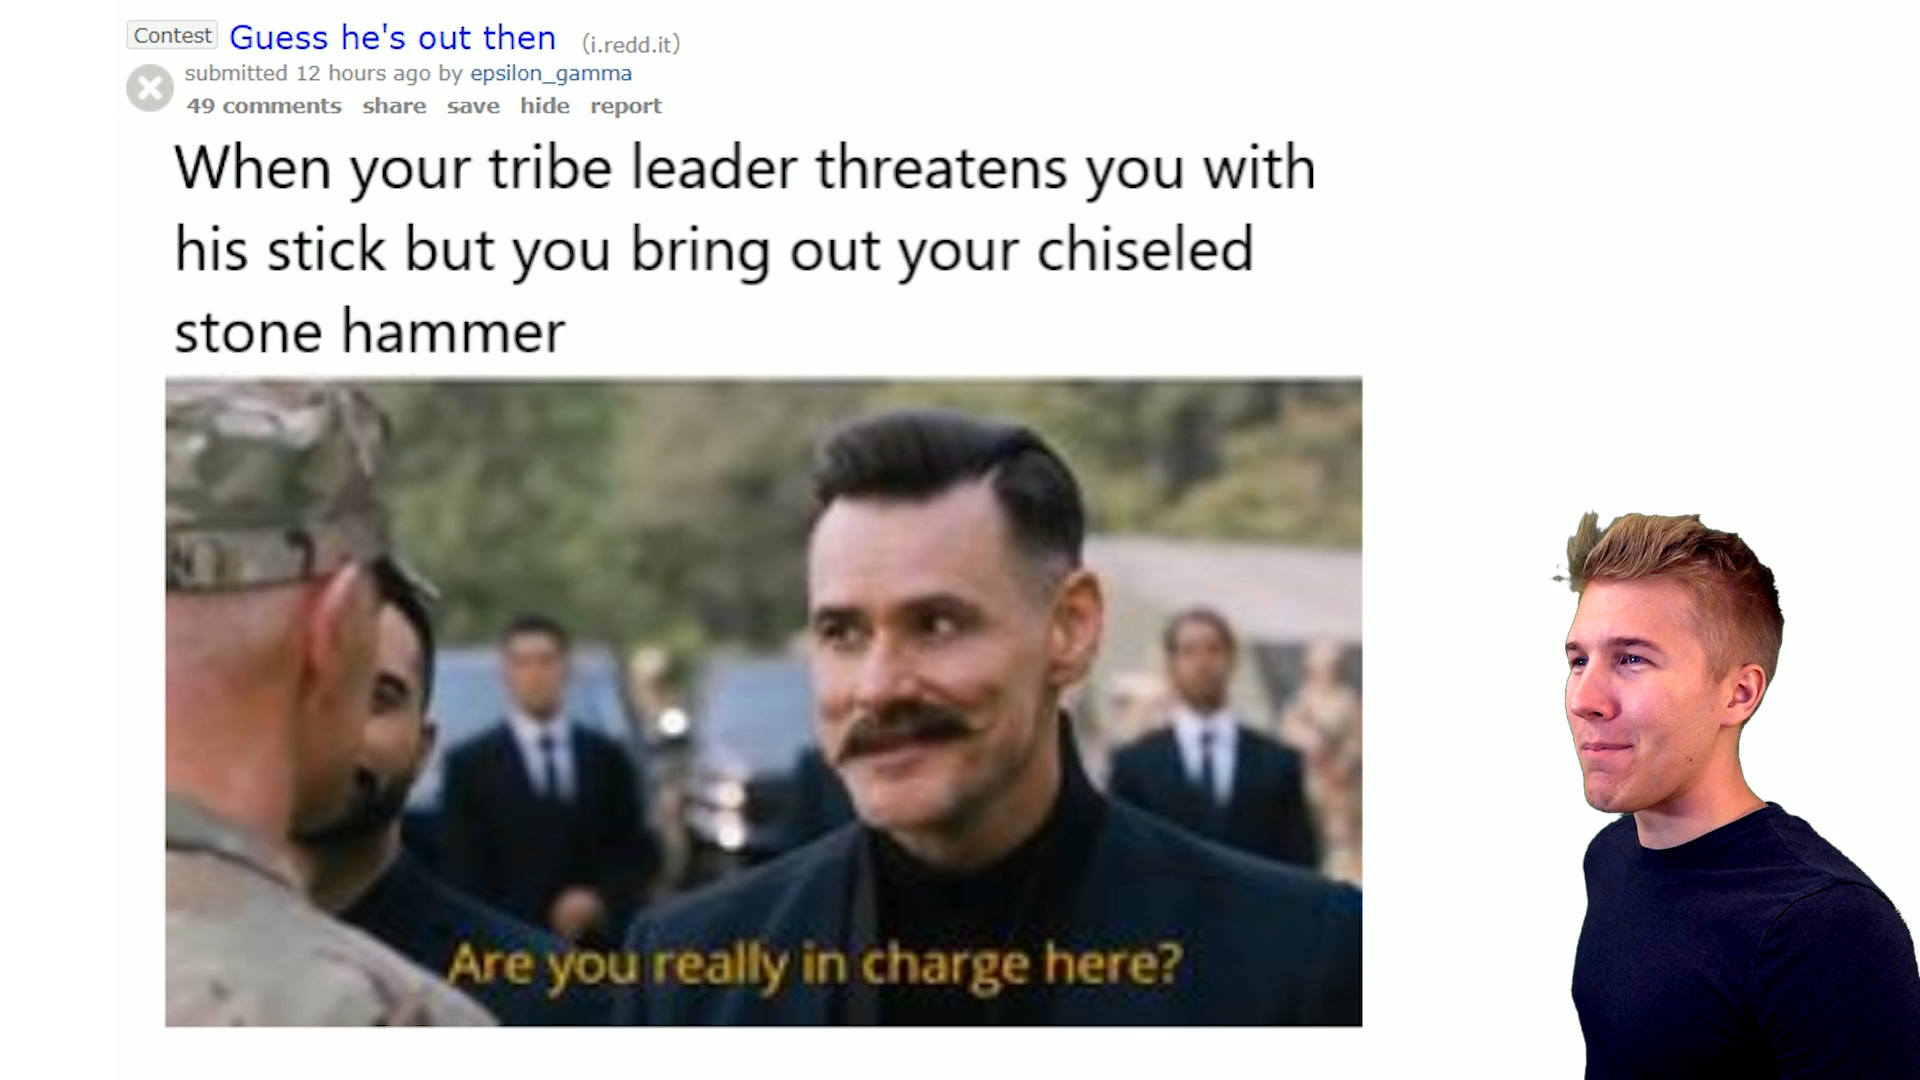 Contest Guess he's out then (i.redd.it)
submitted 12 hours ago by epsilon_gamma
49 comments share save hide report
When your tribe leader threatens you with
his stick but you bring out your chiseled
stone hammer
Are you really in charge here?